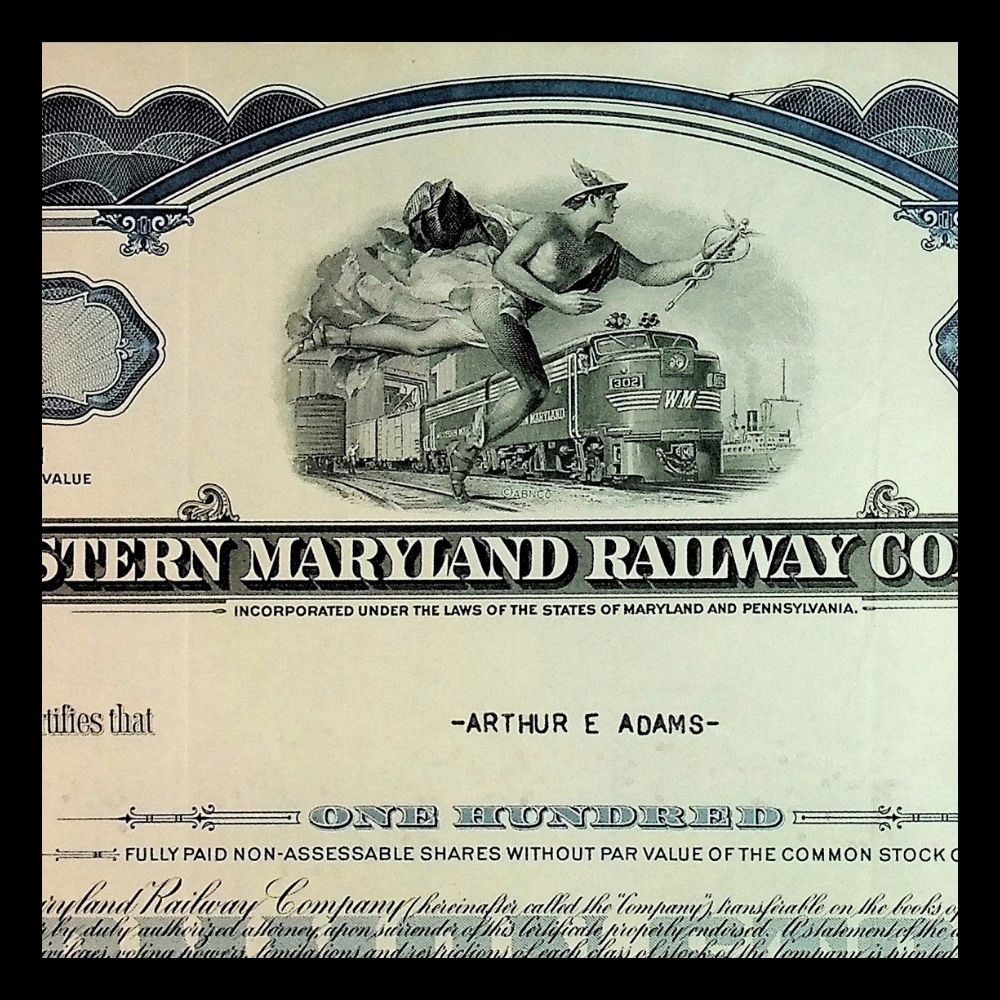 302
WM
WESTERN MARYLAND
©ABNCO
VALUE
STERN MARYLAND RAILWAY CO
INCORPORATED UNDER THE LAWS OF THE STATES OF MARYLAND AND PENNSYLVANIA.
tifies that
-ARTHUR E ADAMS-
ONE HUNDRED
FULLY PAID NON-ASSESSABLE SHARES WITHOUT PAR VALUE OF THE COMMON STOCK O
ryland Railway Company (hereinafter called the "Company"), transferable on the books of
by duly authorized attorney, upon surrender of this Certificate properly endorsed. A statement of the
vileges, voting powers, limitations and restrictions of each class of stock of the Company is printed